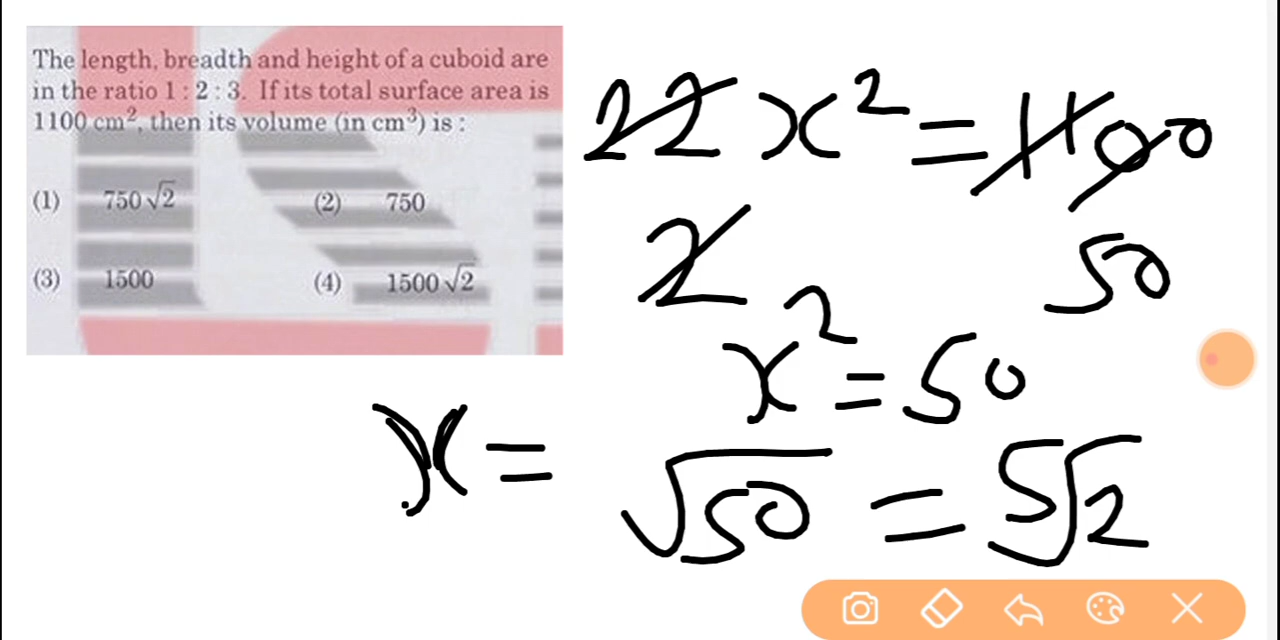 The length, breadth and height of a cuboid are
in the ratio 1 : 2 : 3. If its total surface area is
1100 cm², then its volume (in cm³) is :
(1) 750√2 (2) 750
(3) 1500 (4) 1500√2
22x² = 1100
2 50
x² = 50
x = √50 = 5√2